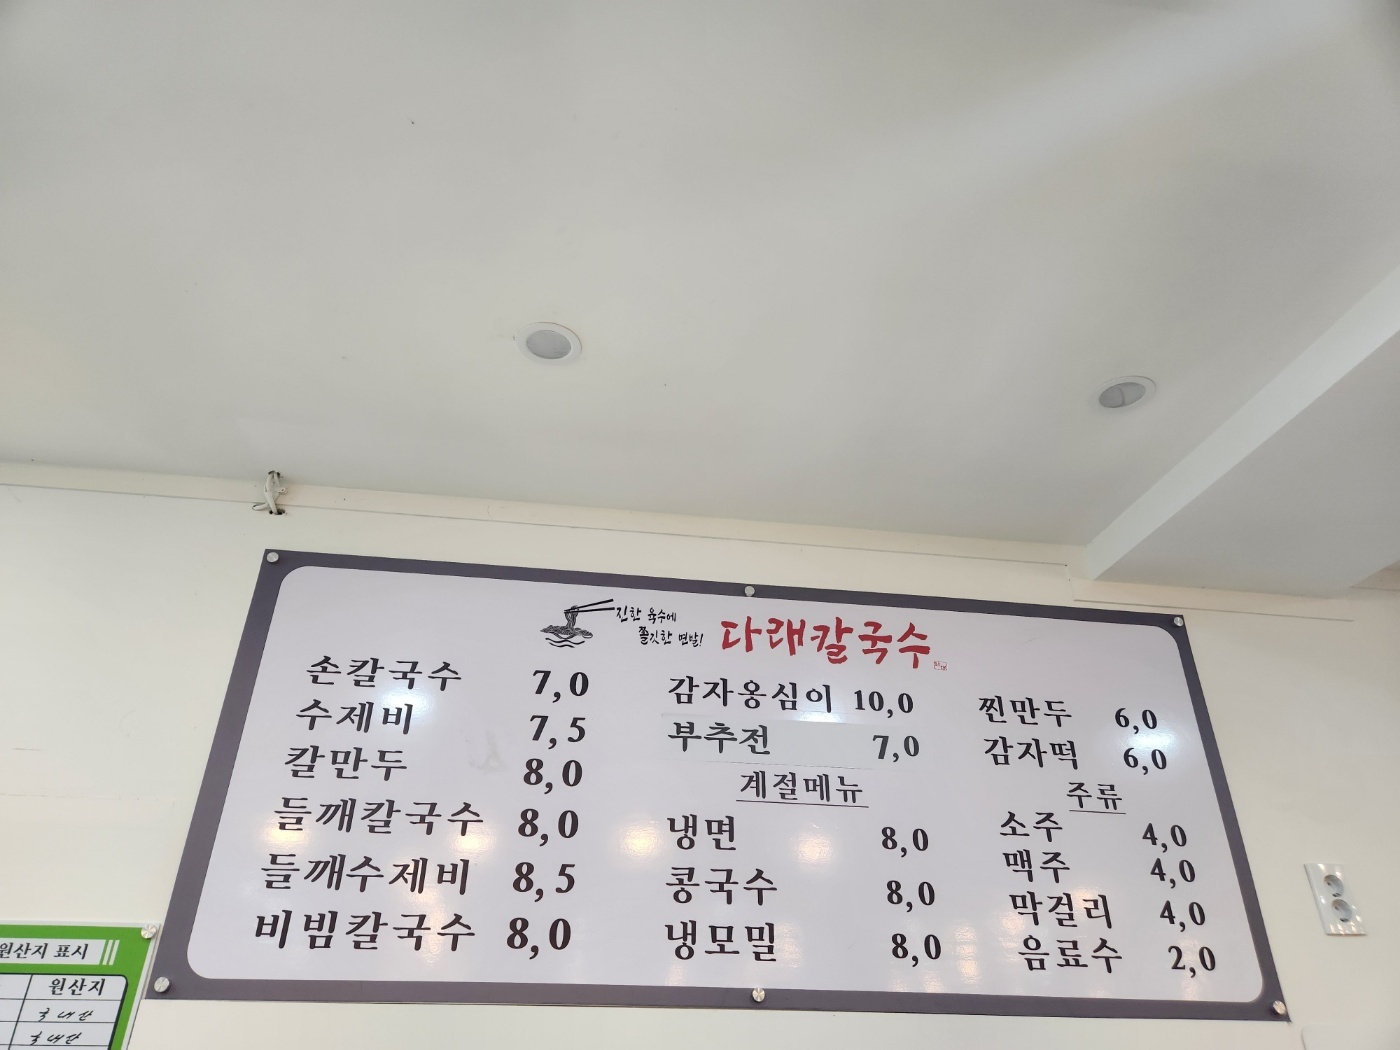 진한 육수에
쫄깃한 면발!
다래칼국수
손칼국수 7,0
수제비 7,5
칼만두 8,0
들깨칼국수 8,0
들깨수제비 8,5
비빔칼국수 8,0
감자옹심이 10,0
부추전 7,0
계절메뉴
냉면 8,0
콩국수 8,0
냉모밀 8,0
찐만두 6,0
감자떡 6,0
주류
소주 4,0
맥주 4,0
막걸리 4,0
음료수 2,0
원산지 표시
원산지
국내산
국내산